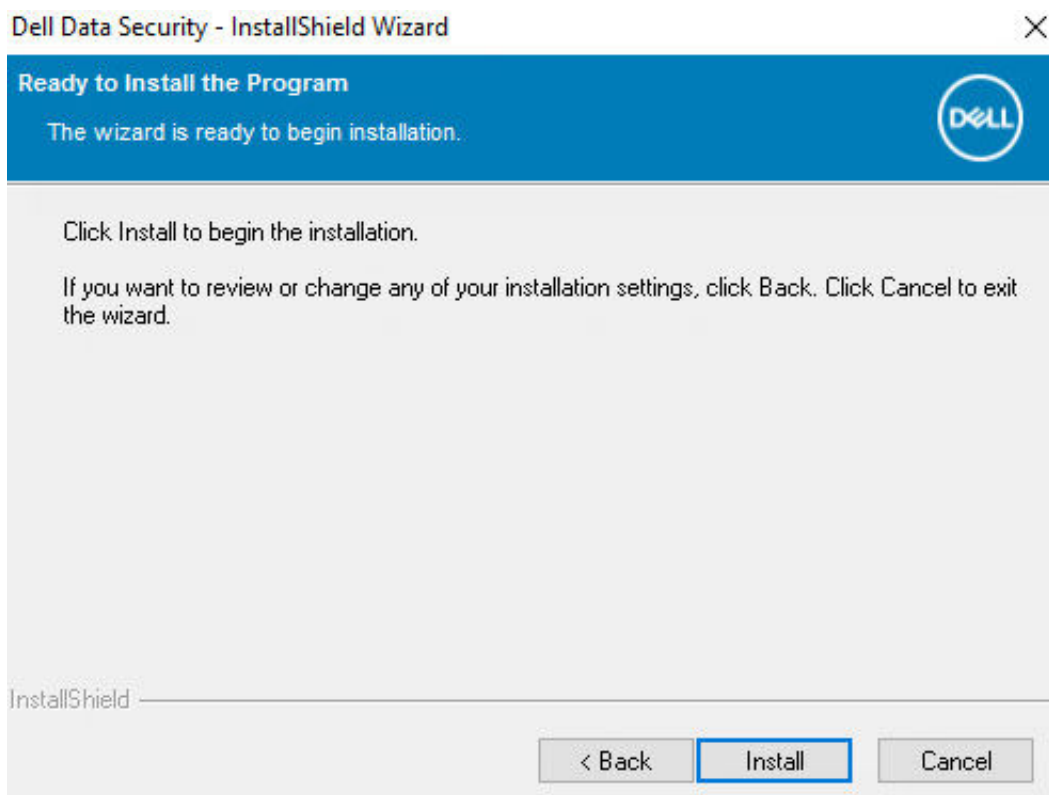 Dell Data Security - InstallShield Wizard
Ready to Install the Program
The wizard is ready to begin installation.
DELL
Click Install to begin the installation.
If you want to review or change any of your installation settings, click Back. Click Cancel to exit
the wizard.
InstallShield
< Back
Install
Cancel